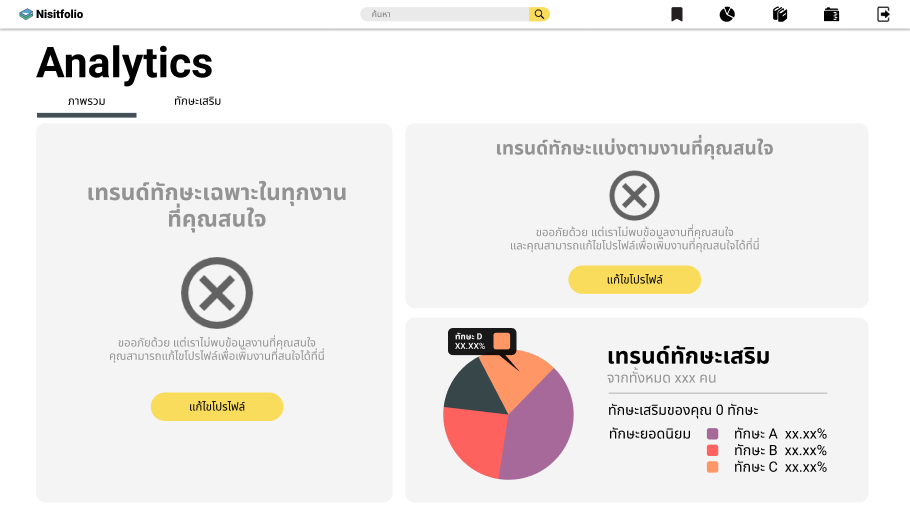 Nisitfolio
ค้นหา
Analytics
ภาพรวม
ทักษะเสริม
เทรนด์ทักษะเฉพาะในทุกงาน
ที่คุณสนใจ
ขออภัยด้วย แต่เราไม่พบข้อมูลงานที่คุณสนใจ
คุณสามารถแก้ไขโปรไฟล์เพื่อเพิ่มงานที่สนใจได้ที่นี่
แก้ไขโปรไฟล์
เทรนด์ทักษะแบ่งตามงานที่คุณสนใจ
ขออภัยด้วย แต่เราไม่พบข้อมูลงานที่คุณสนใจ
และคุณสามารถแก้ไขโปรไฟล์เพื่อเพิ่มงานที่คุณสนใจได้ที่นี่
แก้ไขโปรไฟล์
ทักษะ D
XX.XX%
เทรนด์ทักษะเสริม
จากทั้งหมด xxx คน
ทักษะเสริมของคุณ 0 ทักษะ
ทักษะยอดนิยม ทักษะ A xx.xx%
ทักษะ B xx.xx%
ทักษะ C xx.xx%